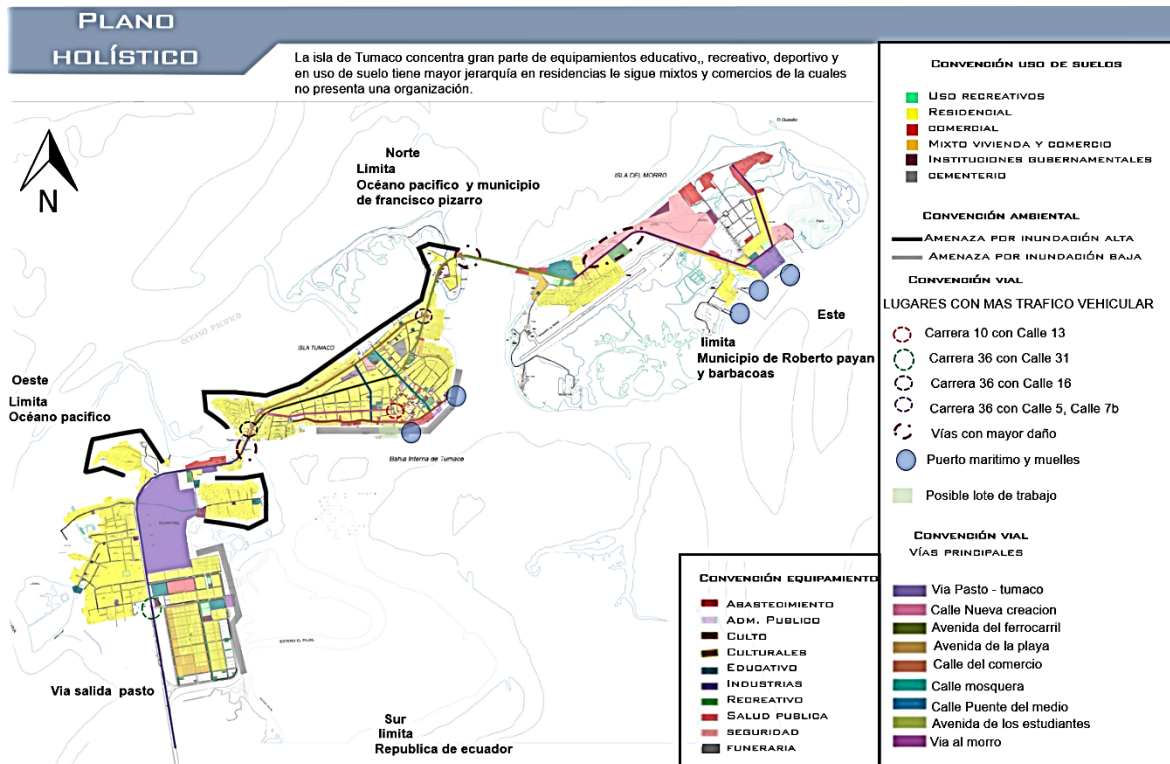 PLANO
HOLÍSTICO
La isla de Tumaco concentra gran parte de equipamientos educativo,, recreativo, deportivo y
en uso de suelo tiene mayor jerarquía en residencias le sigue mixtos y comercios de la cuales
no presenta una organización.
N
Norte
Limita
Océano pacifico y municipio
de francisco pizarro
ISLA DEL MORRO
OCEANO PACIFICO
ISLA TUMACO
Este
limita
Municipio de Roberto payan
y barbacoas
Oeste
Limita
Océano pacifico
Bahia Interna de Tumaco
Via salida pasto
Sur
limita
Republica de ecuador
CONVENCIÓN USO DE SUELOS
USO RECREATIVOS
RESIDENCIAL
COMERCIAL
MIXTO VIVIENDA Y COMERCIO
INSTITUCIONES GUBERNAMENTALES
CEMENTERIO
CONVENCIÓN AMBIENTAL
AMENAZA POR INUNDACIÓN ALTA
AMENAZA POR INUNDACIÓN BAJA
CONVENCIÓN VIAL
LUGARES CON MAS TRAFICO VEHICULAR
Carrera 10 con Calle 13
Carrera 36 con Calle 31
Carrera 36 con Calle 16
Carrera 36 con Calle 5, Calle 7b
Vías con mayor daño
Puerto maritimo y muelles
Posible lote de trabajo
CONVENCIÓN VIAL
VÍAS PRINCIPALES
Via Pasto - tumaco
Calle Nueva creacion
Avenida del ferrocarril
Avenida de la playa
Calle del comercio
Calle mosquera
Calle Puente del medio
Avenida de los estudiantes
Via al morro
CONVENCIÓN EQUIPAMIENTO
ABASTECIMIENTO
ADM. PUBLICO
CULTO
CULTURALES
EDUCATIVO
INDUSTRIAS
RECREATIVO
SALUD PUBLICA
SEGURIDAD
FUNERARIA